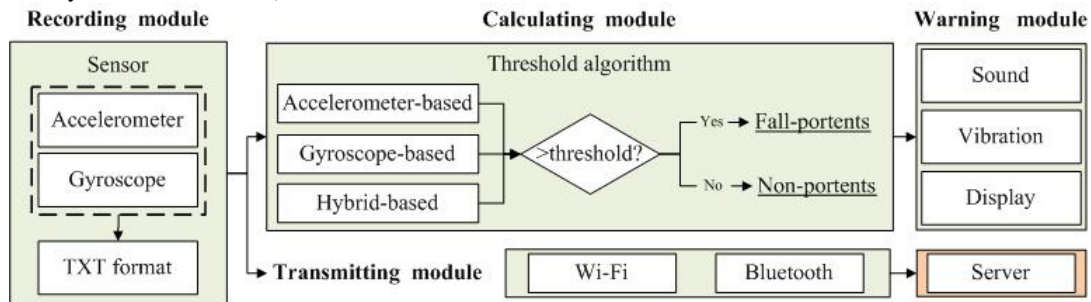 Recording module
Sensor
Accelerometer
Gyroscope
TXT format
Calculating module
Threshold algorithm
Accelerometer-based
Gyroscope-based
Hybrid-based
>threshold?
Yes
Fall-portents
No
Non-portents
Warning module
Sound
Vibration
Display
Transmitting module
Wi-Fi
Bluetooth
Server